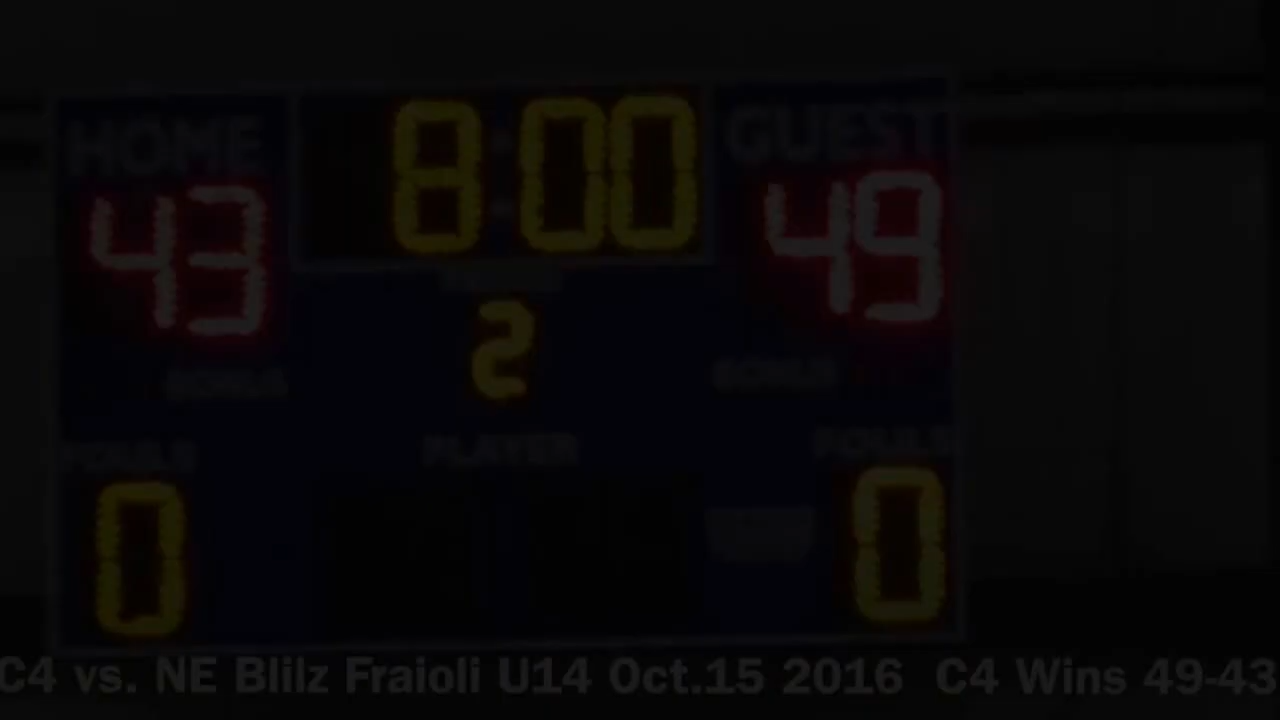 HOME 8:00 GUEST
43 49
2
BONUS BONUS
FOULS PLAYER FOULS
0 0
C4 vs. NE Blilz Fraioli U14 Oct.15 2016 C4 Wins 49-43